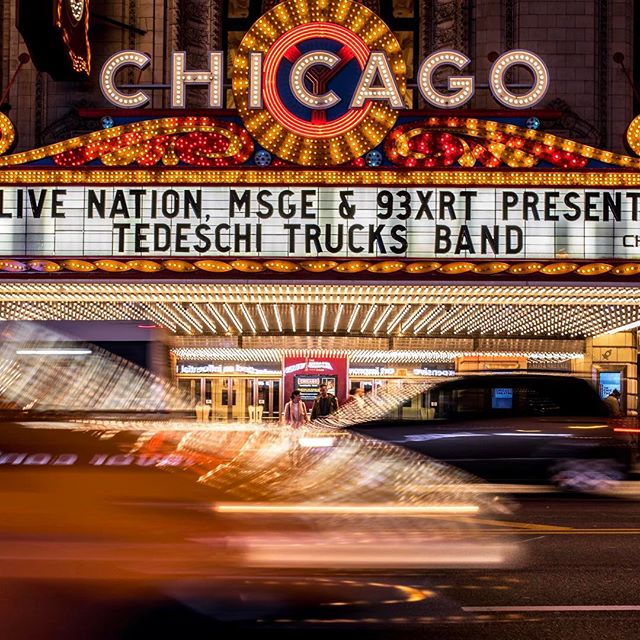 CHICAGO
LIVE NATION, MSGE & 93XRT PRESENT
TEDESCHI TRUCKS BAND